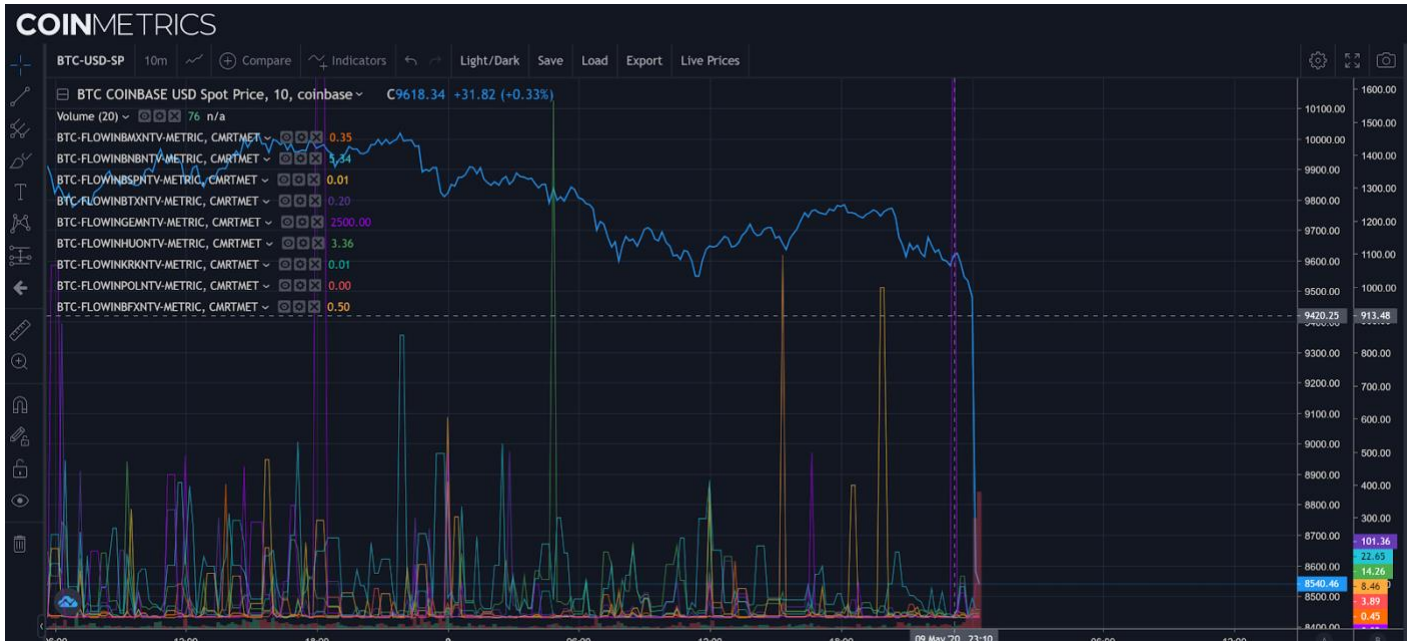 COINMETRICS
BTC-USD-SP 10m Compare Indicators Light/Dark Save Load Export Live Prices
BTC COINBASE USD Spot Price, 10, coinbase C9618.34 +31.82 (+0.33%)
Volume (20) 76 n/a
BTC-FLOWINBMXNTV-METRIC, CMRTMET 0.35
BTC-FLOWINBNBNTV-METRIC, CMRTMET 5.34
BTC-FLOWINBSPNTV-METRIC, CMRTMET 0.01
BTC-FLOWINBTXNTV-METRIC, CMRTMET 0.20
BTC-FLOWINGEMNTV-METRIC, CMRTMET 2500.00
BTC-FLOWINHUONTV-METRIC, CMRTMET 3.36
BTC-FLOWINKRKNTV-METRIC, CMRTMET 0.01
BTC-FLOWINPOLNTV-METRIC, CMRTMET 0.00
BTC-FLOWINBFXNTV-METRIC, CMRTMET 0.50
10100.00
10000.00
9900.00
9800.00
9700.00
9600.00
9500.00
9420.25
9300.00
9200.00
9100.00
9000.00
8900.00
8800.00
8700.00
8600.00
8540.46
8500.00
8400.00
1600.00
1500.00
1400.00
1300.00
1200.00
1100.00
1000.00
913.48
800.00
700.00
600.00
500.00
400.00
300.00
101.36
22.65
14.26
8.46
3.89
0.45
12:00 18:00 9 06:00 12:00 18:00 09 May '20 23:10 06:00 12:00